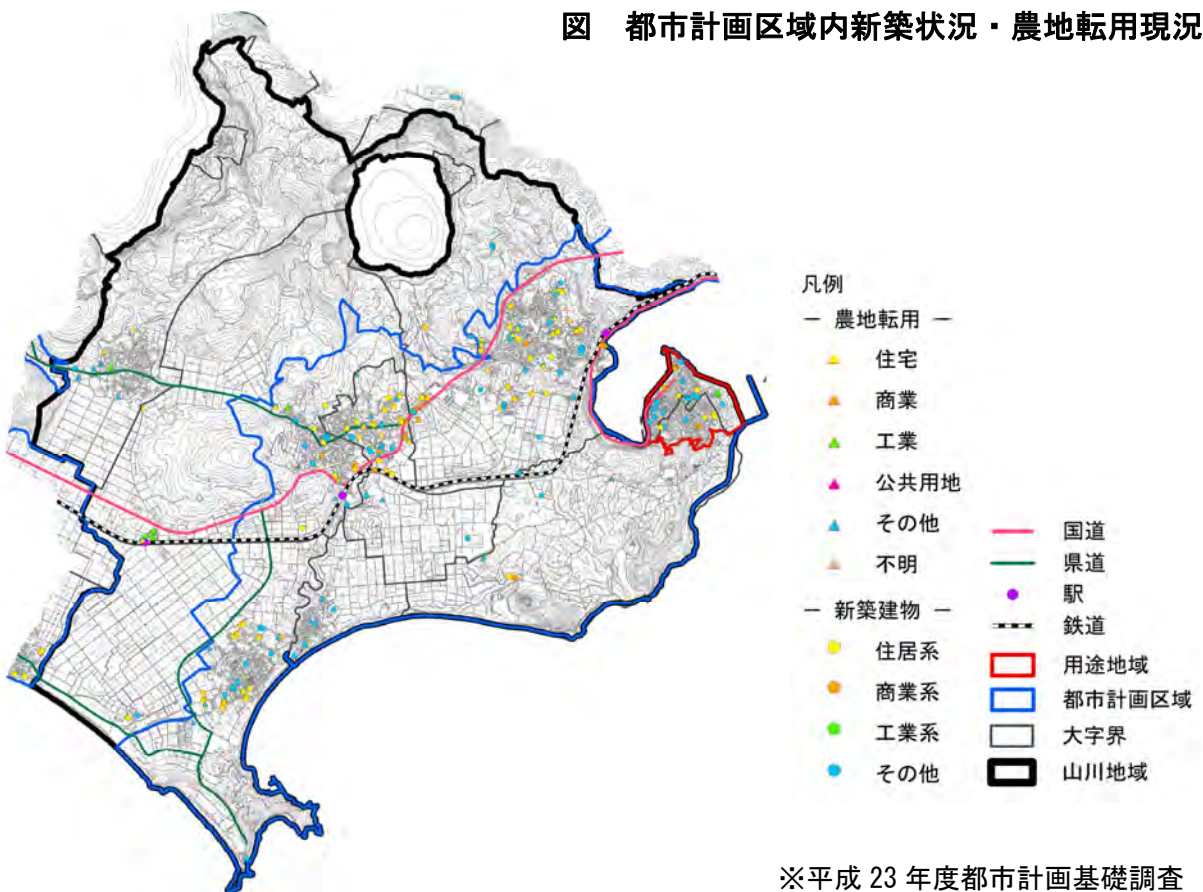 図 都市計画区域内新築状況・農地転用現況
凡例
― 農地転用 ―
住宅
商業
工業
公共用地
その他
不明
― 新築建物 ―
住居系
商業系
工業系
その他
国道
県道
駅
鉄道
用途地域
都市計画区域
大字界
山川地域
※平成 23 年度都市計画基礎調査